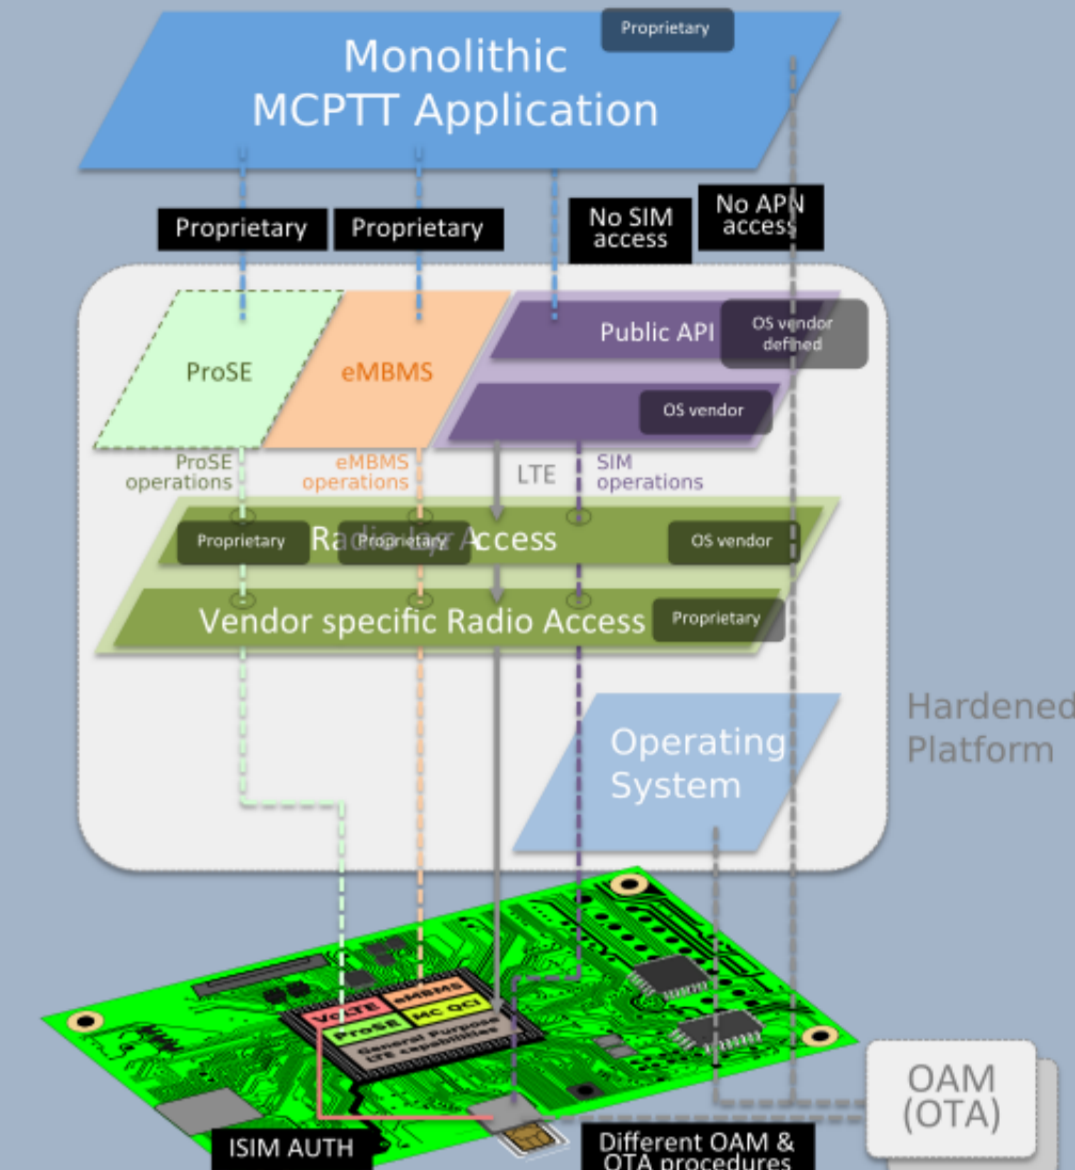 Proprietary
Monolithic
MCPTT Application
Proprietary
Proprietary
No SIM
access
No APN
access
Public API
OS vendor
defined
ProSE
eMBMS
OS vendor
ProSE
operations
eMBMS
operations
LTE
SIM
operations
Proprietary
Proprietary
Access
OS vendor
Vendor specific Radio Access
Proprietary
Hardened
Platform
Operating
System
VoLTE
eMBMS
ProSE
MC QCI
General Purpose
LTE capabilities
OAM
(OTA)
ISIM AUTH
Different OAM &
OTA procedures